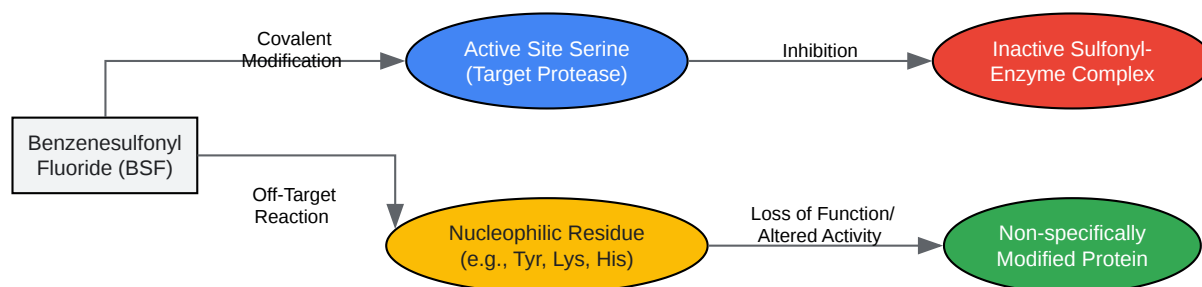 Covalent
Modification
Active Site Serine
(Target Protease)
Inhibition
Inactive Sulfonyl-
Enzyme Complex
Benzenesulfonyl
Fluoride (BSF)
Off-Target
Reaction
Nucleophilic Residue
(e.g., Tyr, Lys, His)
Loss of Function/
Altered Activity
Non-specifically
Modified Protein